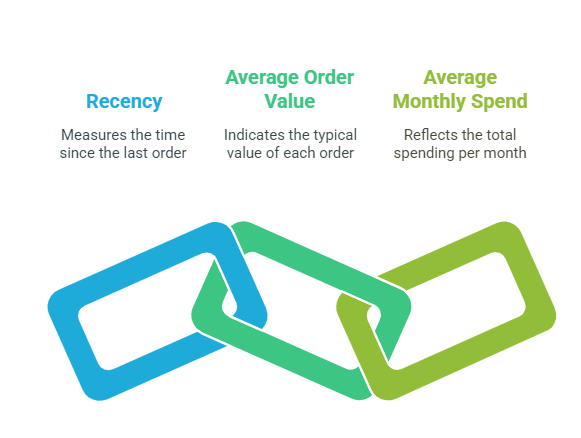 Recency
Measures the time
since the last order
Average Order
Value
Indicates the typical
value of each order
Average
Monthly Spend
Reflects the total
spending per month